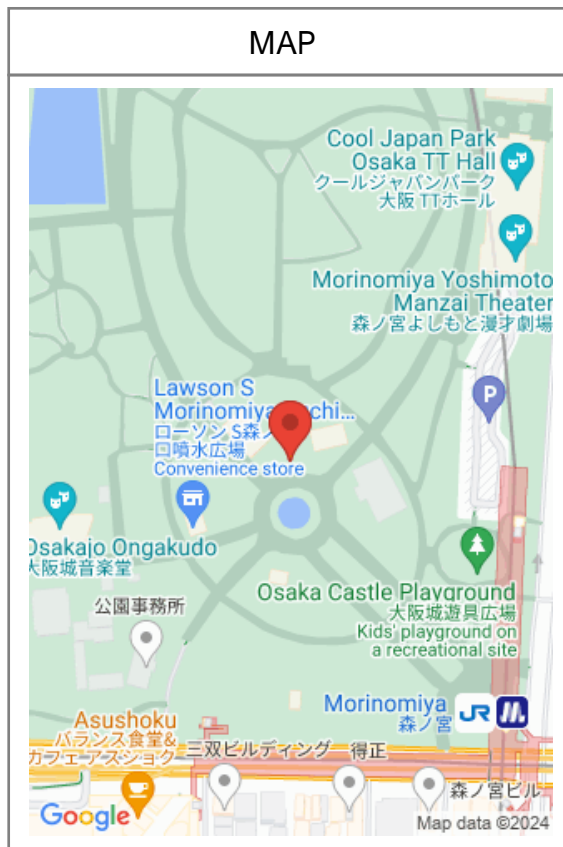 MAP
Cool Japan Park
Osaka TT Hall
クールジャパンパーク
大阪 TTホール
Morinomiya Yoshimoto
Manzai Theater
森ノ宮よしもと漫才劇場
P
Lawson S
Morinomiya
chi...
ローソン S森ノ
口噴水広場
Convenience store
Osakajo Ongakudo
大阪城音楽堂
Osaka Castle Playground
大阪城遊具広場
Kids' playground on
a recreational site
公園事務所
Morinomiya
森ノ宮
JR
Asushoku
バランス食堂&
カフェアスショク
三双ビルディング
得正
森ノ宮ビル
Google
Map data ©2024